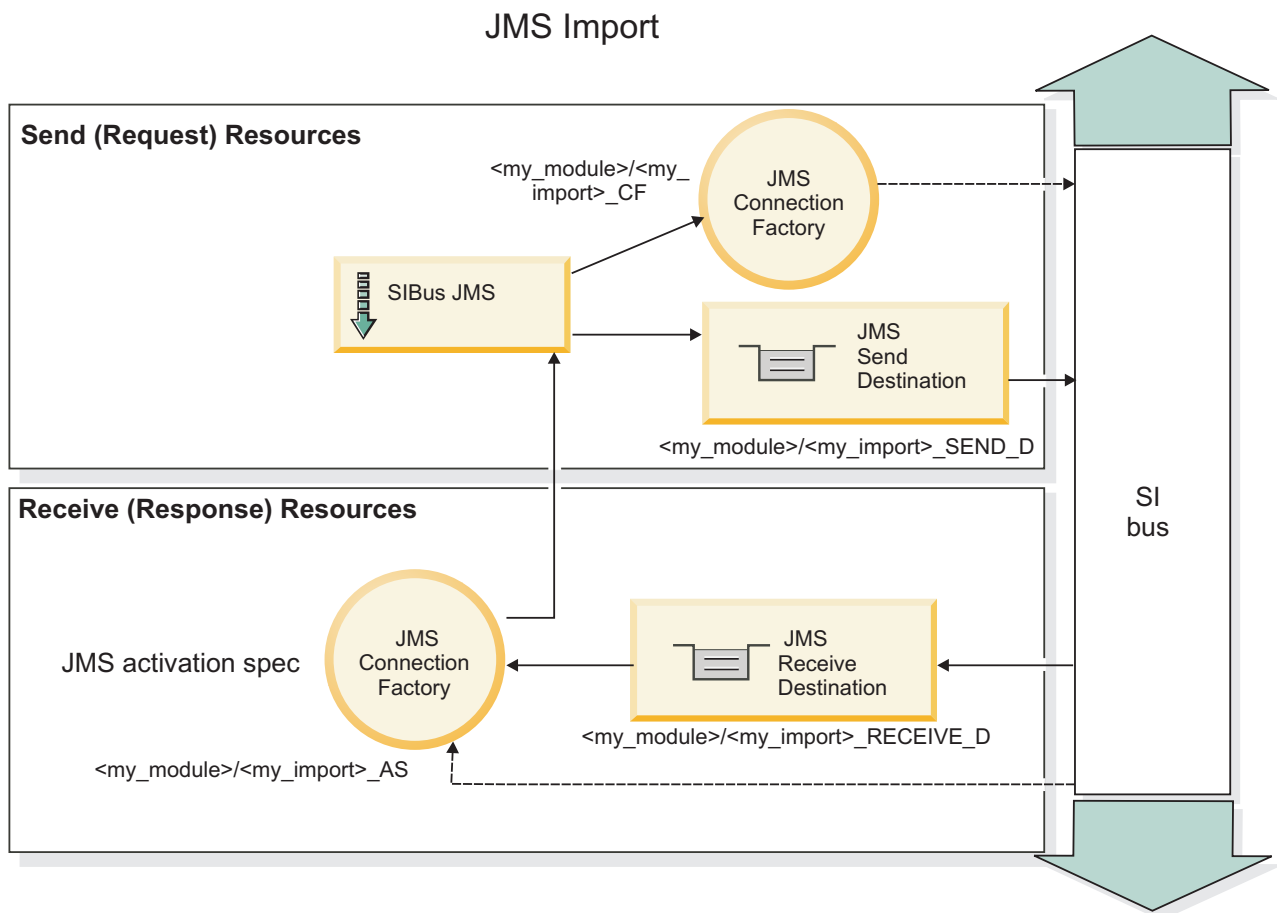 JMS Import
Send (Request) Resources
<my_module>/<my_
import>_CF
JMS
Connection
Factory
SIBus JMS
JMS
Send
Destination
<my_module>/<my_import>_SEND_D
SI
bus
Receive (Response) Resources
JMS activation spec
JMS
Connection
Factory
JMS
Receive
Destination
<my_module>/<my_import>_RECEIVE_D
<my_module>/<my_import>_AS